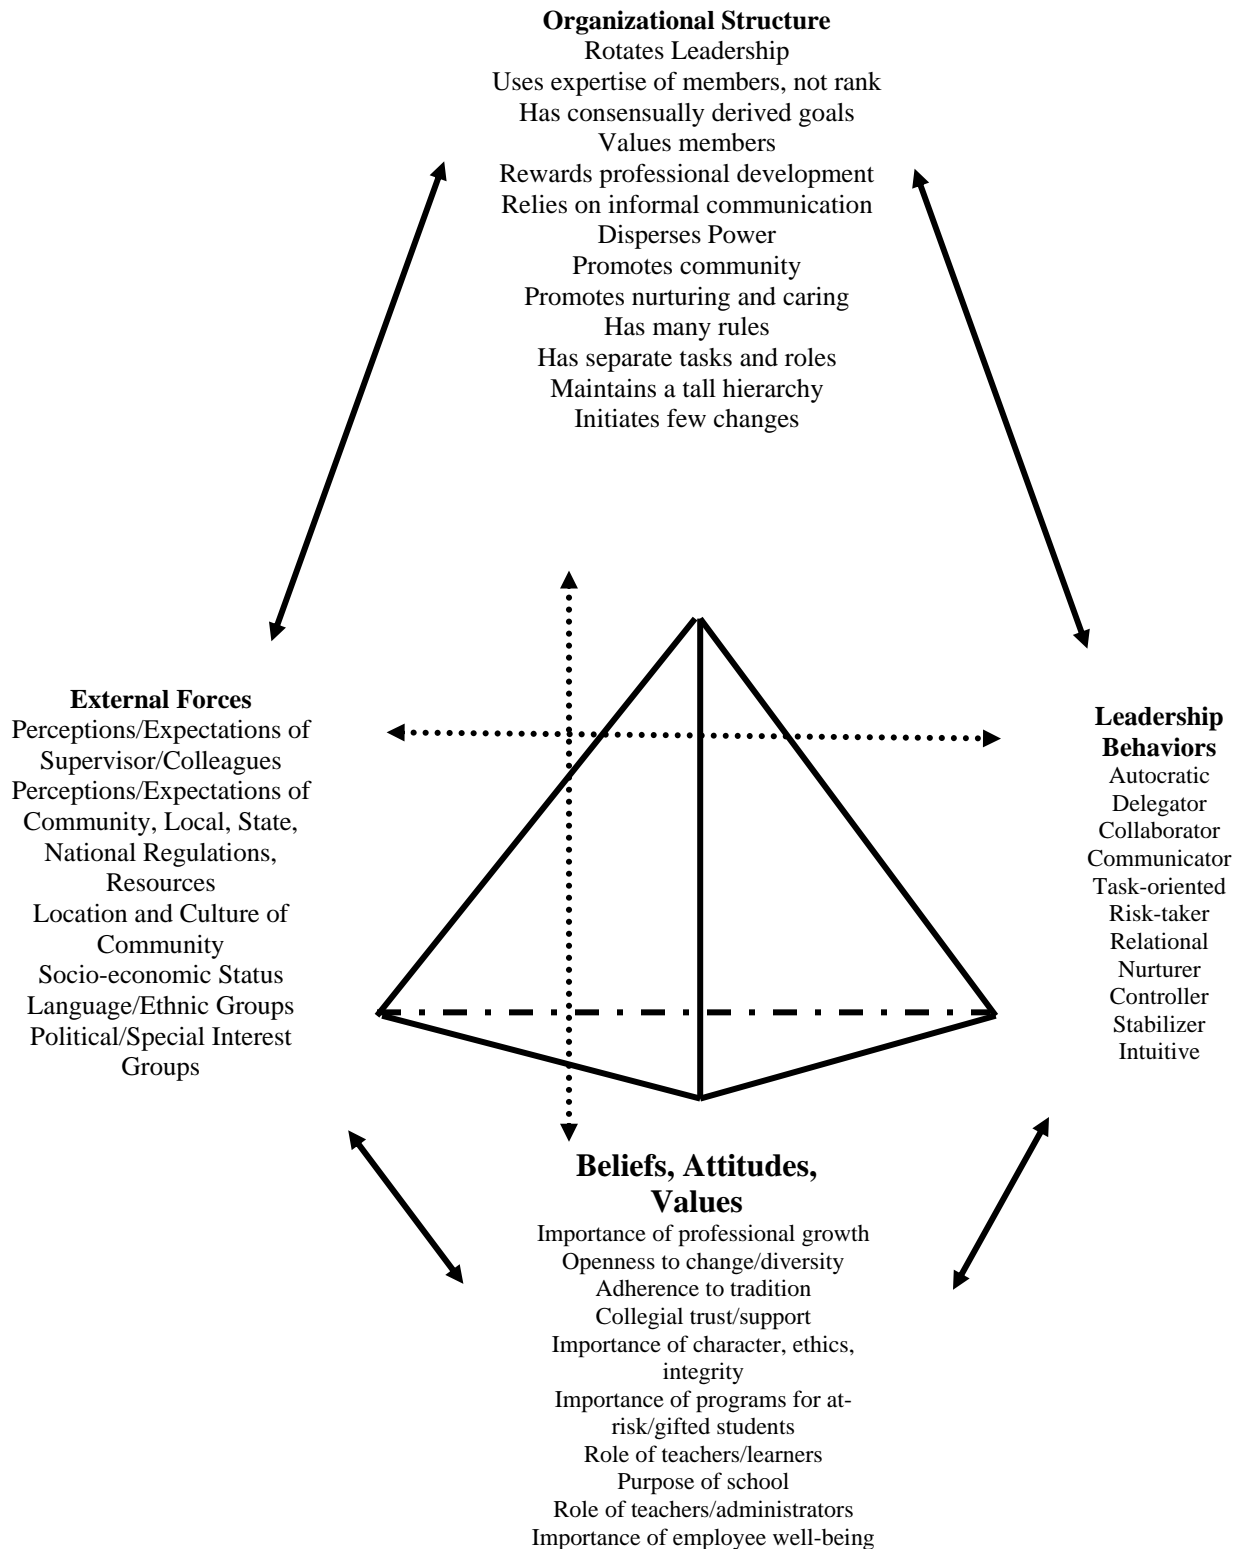 Organizational Structure
Rotates Leadership
Uses expertise of members, not rank
Has consensually derived goals
Values members
Rewards professional development
Relies on informal communication
Disperses Power
Promotes community
Promotes nurturing and caring
Has many rules
Has separate tasks and roles
Maintains a tall hierarchy
Initiates few changes
External Forces
Perceptions/Expectations of
Supervisor/Colleagues
Perceptions/Expectations of
Community, Local, State,
National Regulations,
Resources
Location and Culture of
Community
Socio-economic Status
Language/Ethnic Groups
Political/Special Interest
Groups
Leadership
Behaviors
Autocratic
Delegator
Collaborator
Communicator
Task-oriented
Risk-taker
Relational
Nurturer
Controller
Stabilizer
Intuitive
Beliefs, Attitudes,
Values
Importance of professional growth
Openness to change/diversity
Adherence to tradition
Collegial trust/support
Importance of character, ethics,
integrity
Importance of programs for at-
risk/gifted students
Role of teachers/learners
Purpose of school
Role of teachers/administrators
Importance of employee well-being